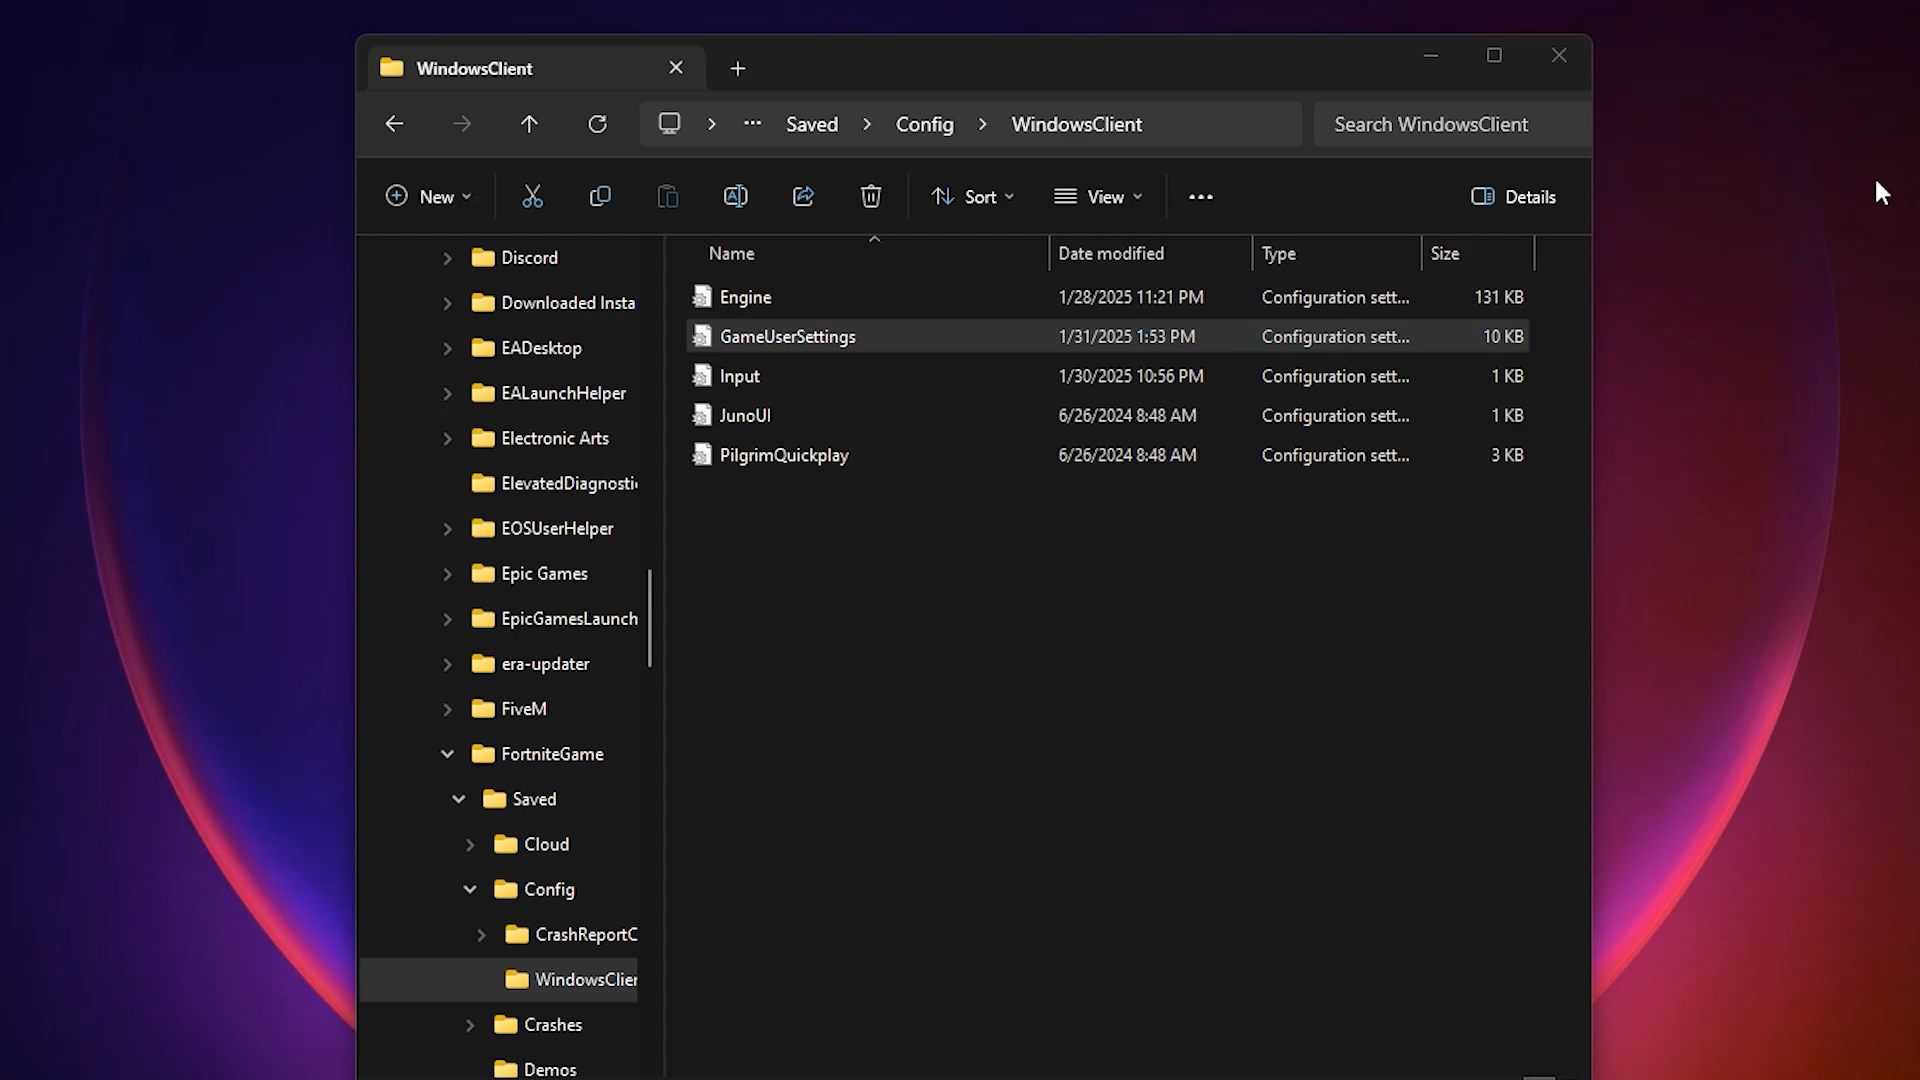 WindowsClient
Saved > Config > WindowsClient
Search WindowsClient
New
Sort
View
Details
Discord
Downloaded Insta
EADesktop
EALaunchHelper
Electronic Arts
ElevatedDiagnosti
EOSUserHelper
Epic Games
EpicGamesLaunch
era-updater
FiveM
FortniteGame
Saved
Cloud
Config
CrashReportC
WindowsClien
Crashes
Demos
Name Date modified Type Size
Engine 1/28/2025 11:21 PM Configuration sett... 131 KB
GameUserSettings 1/31/2025 1:53 PM Configuration sett... 10 KB
Input 1/30/2025 10:56 PM Configuration sett... 1 KB
JunoUI 6/26/2024 8:48 AM Configuration sett... 1 KB
PilgrimQuickplay 6/26/2024 8:48 AM Configuration sett... 3 KB